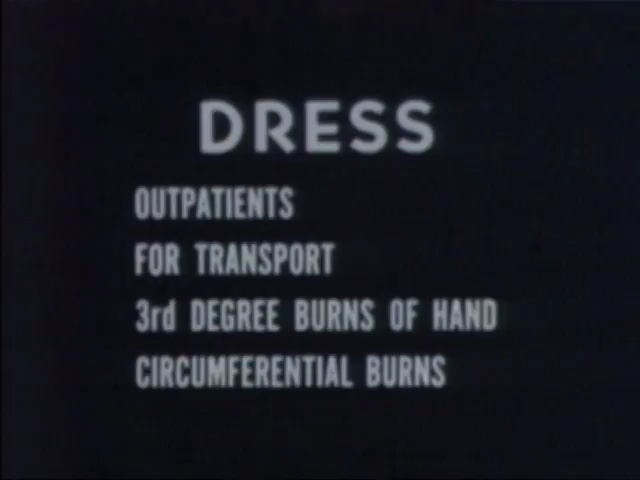 DRESS
OUTPATIENTS
FOR TRANSPORT
3rd DEGREE BURNS OF HAND
CIRCUMFERENTIAL BURNS